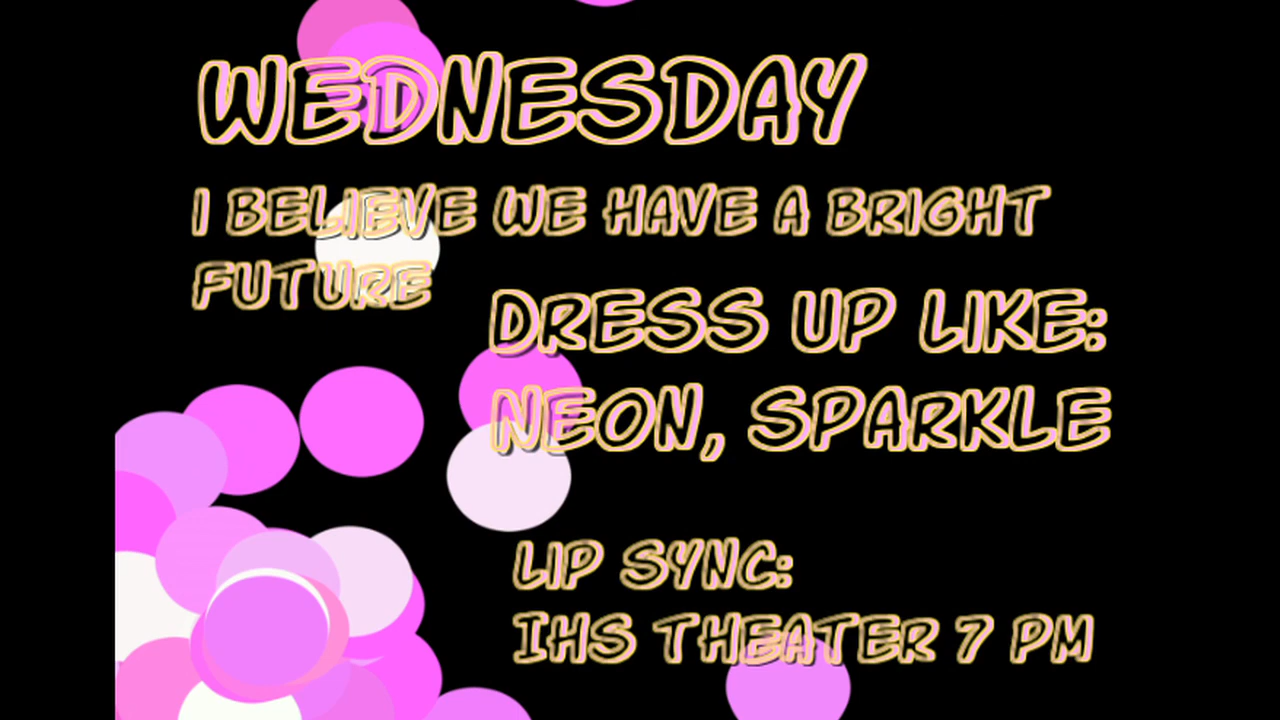 WEDNESDAY
I BELIEVE WE HAVE A BRIGHT
FUTURE
DRESS UP LIKE:
NEON, SPARKLE
LIP SYNC:
IHS THEATER 7 PM